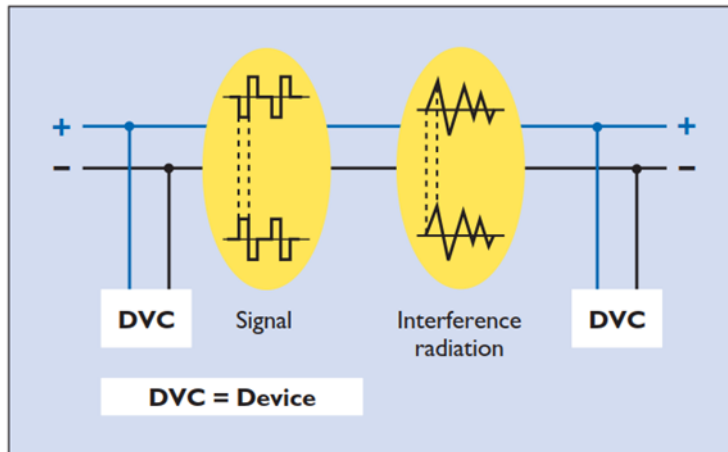 + +
– –
DVC Signal Interference DVC
radiation
DVC = Device